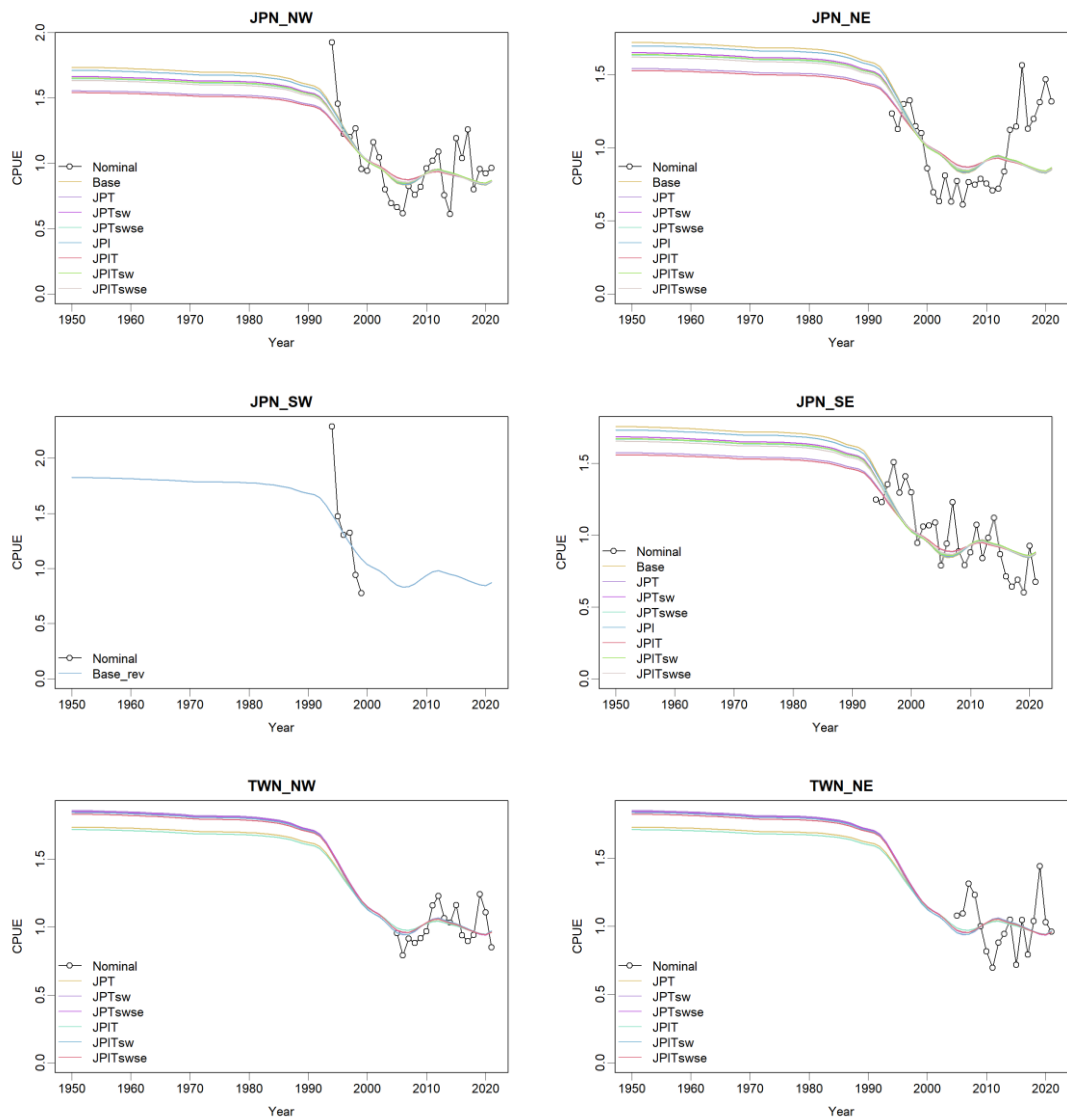 JPN_NW
CPUE
2.0
1.5
1.0
0.5
0.0
Nominal
Base
JPT
JPTsw
JPTswse
JPI
JPIT
JPITsw
JPITswse
1950 1960 1970 1980 1990 2000 2010 2020
Year
JPN_NE
CPUE
1.5
1.0
0.5
0.0
Nominal
Base
JPT
JPTsw
JPTswse
JPI
JPIT
JPITsw
JPITswse
1950 1960 1970 1980 1990 2000 2010 2020
Year
JPN_SW
CPUE
2.0
1.5
1.0
0.5
0.0
Nominal
Base_rev
1950 1960 1970 1980 1990 2000 2010 2020
Year
JPN_SE
CPUE
1.5
1.0
0.5
0.0
Nominal
Base
JPT
JPTsw
JPTswse
JPI
JPIT
JPITsw
JPITswse
1950 1960 1970 1980 1990 2000 2010 2020
Year
TWN_NW
CPUE
1.5
1.0
0.5
0.0
Nominal
JPT
JPTsw
JPTswse
JPIT
JPITsw
JPITswse
1950 1960 1970 1980 1990 2000 2010 2020
Year
TWN_NE
CPUE
1.5
1.0
0.5
0.0
Nominal
JPT
JPTsw
JPTswse
JPIT
JPITsw
JPITswse
1950 1960 1970 1980 1990 2000 2010 2020
Year